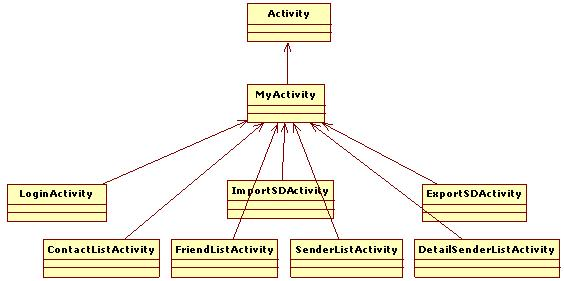 Activity
MyActivity
LoginActivity
ImportSDActivity
ExportSDActivity
ContactListActivity
FriendListActivity
SenderListActivity
DetailSenderListActivity